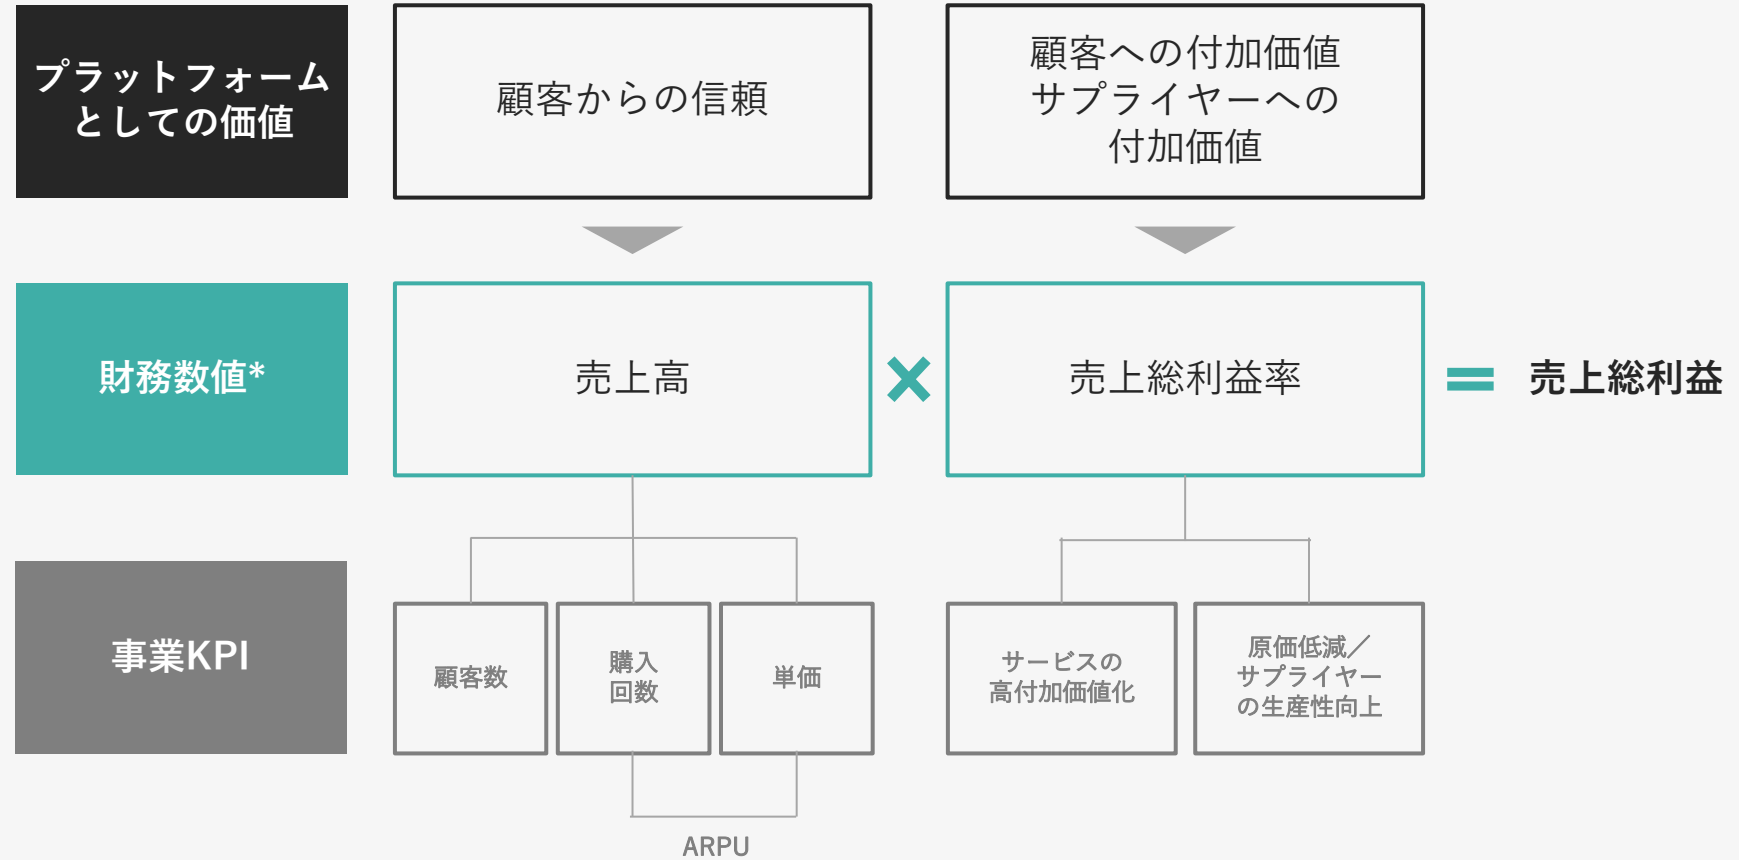 プラットフォーム
としての価値
顧客からの信頼
顧客への付加価値
サプライヤーへの
付加価値
財務数値*
売上高
×
売上総利益率
=
売上総利益
事業KPI
顧客数
購入
回数
単価
サービスの
高付加価値化
原価低減／
サプライヤー
の生産性向上
ARPU